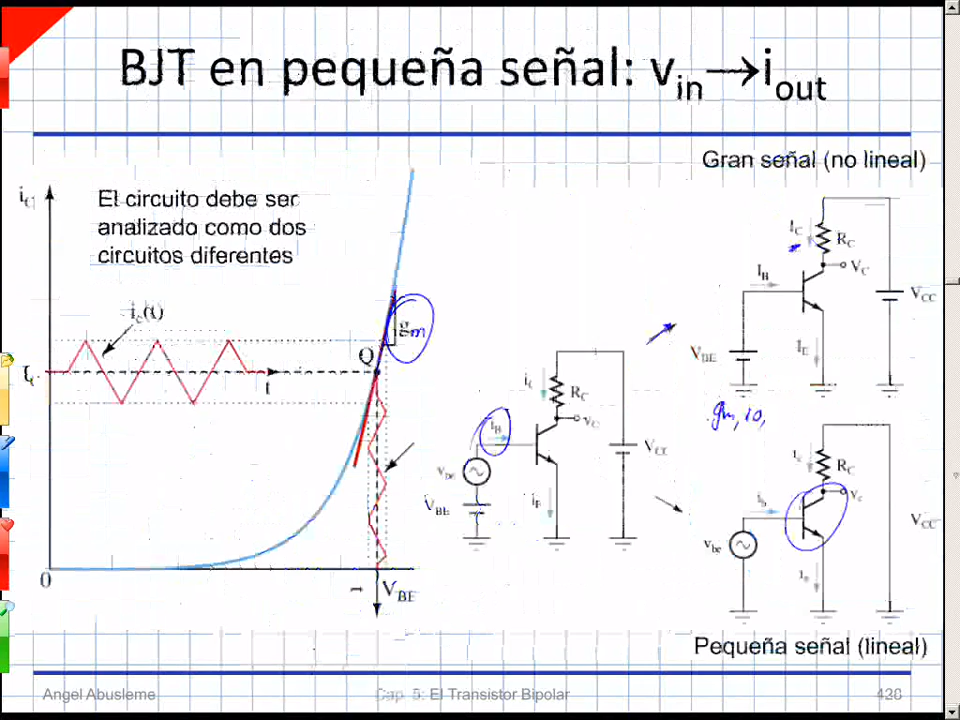 BJT en pequeña señal: vin→iout
Gran señal (no lineal)
El circuito debe ser
analizado como dos
circuitos diferentes
iC
ic(t)
Q
gm
t
0
VBE
iC
RC
vC
iB
vbe
VBE
iE
VCC
IC
RC
VC
IB
VBE
IE
VCC
gm, ro,
ic
RC
vc
ib
vbe
VCC
Pequeña señal (lineal)
Angel Abusleme
Cap. 5: El Transistor Bipolar
428